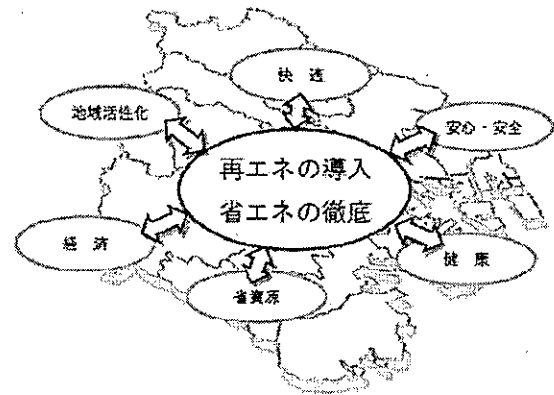 快 適
地域活性化
安心・安全
再エネの導入
省エネの徹底
経 済
健 康
省資源